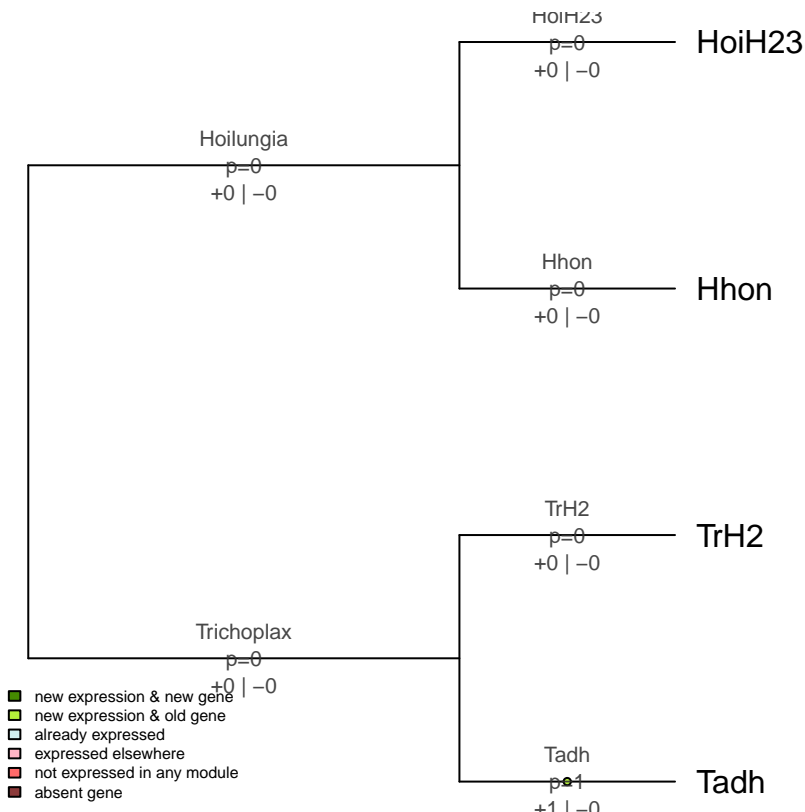 HoiH23
p=0
+0 | −0
HoiH23
Hoilungia
p=0
+0 | −0
Hhon
p=0
+0 | −0
Hhon
TrH2
p=0
+0 | −0
TrH2
Trichoplax
p=0
+0 | −0
new expression & new gene
new expression & old gene
already expressed
expressed elsewhere
not expressed in any module
absent gene
Tadh
p=1
+1 | −0
Tadh